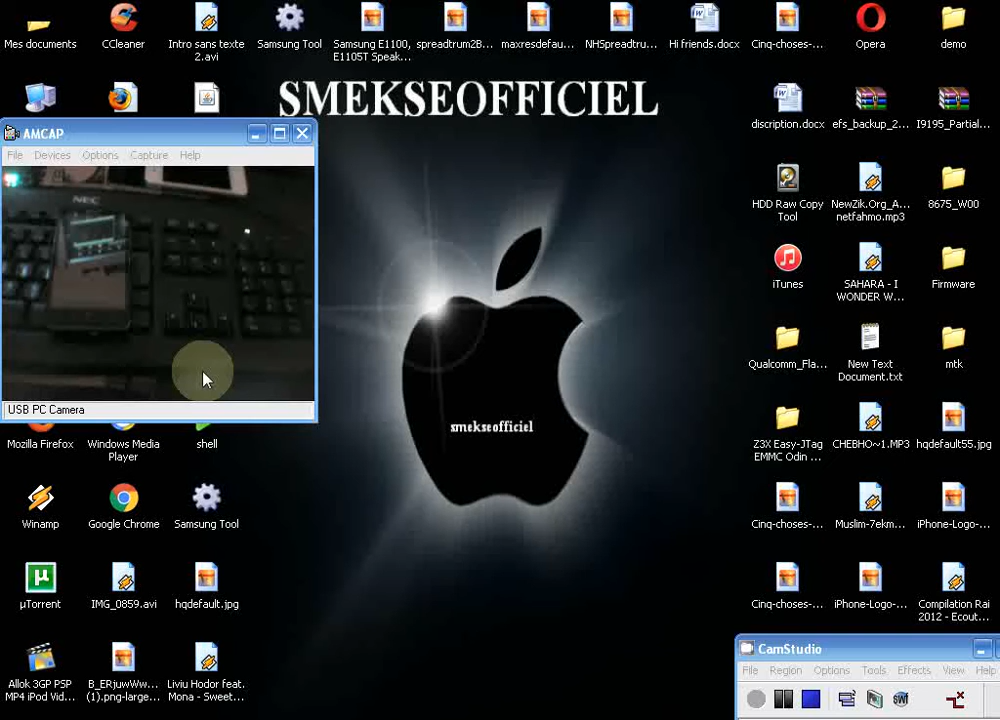 Mes documents
CCleaner
Intro sans texte
2.avi
Samsung Tool
Samsung E1100,
E1105T Speak...
spreadtrum2B...
maxresdefau...
NHSpreadtru...
Hi friends.docx
Cinq-choses-...
Opera
demo
SMEKSEOFFICIEL
discription.docx
efs_backup_2...
I9195_Partial...
AMCAP
File Devices Options Capture Help
NEC
USB PC Camera
HDD Raw Copy
Tool
NewZik.Org_A...
netfahmo.mp3
8675_W00
iTunes
SAHARA - I
WONDER W...
Firmware
Qualcomm_Fla...
New Text
Document.txt
mtk
smekseofficiel
Mozilla Firefox
Windows Media
Player
shell
Z3X Easy-JTag
EMMC Odin ...
CHEBHO~1.MP3
hqdefault55.jpg
Winamp
Google Chrome
Samsung Tool
Cinq-choses-...
Muslim-7ekm...
iPhone-Logo-...
µTorrent
IMG_0859.avi
hqdefault.jpg
Cinq-choses-...
iPhone-Logo-...
Compilation Rai
2012 - Ecout...
Allok 3GP PSP
MP4 iPod Vid...
B_ERjuwWw...
(1).png-large...
Liviu Hodor feat.
Mona - Sweet...
CamStudio
File Region Options Tools Effects View Help
SWF